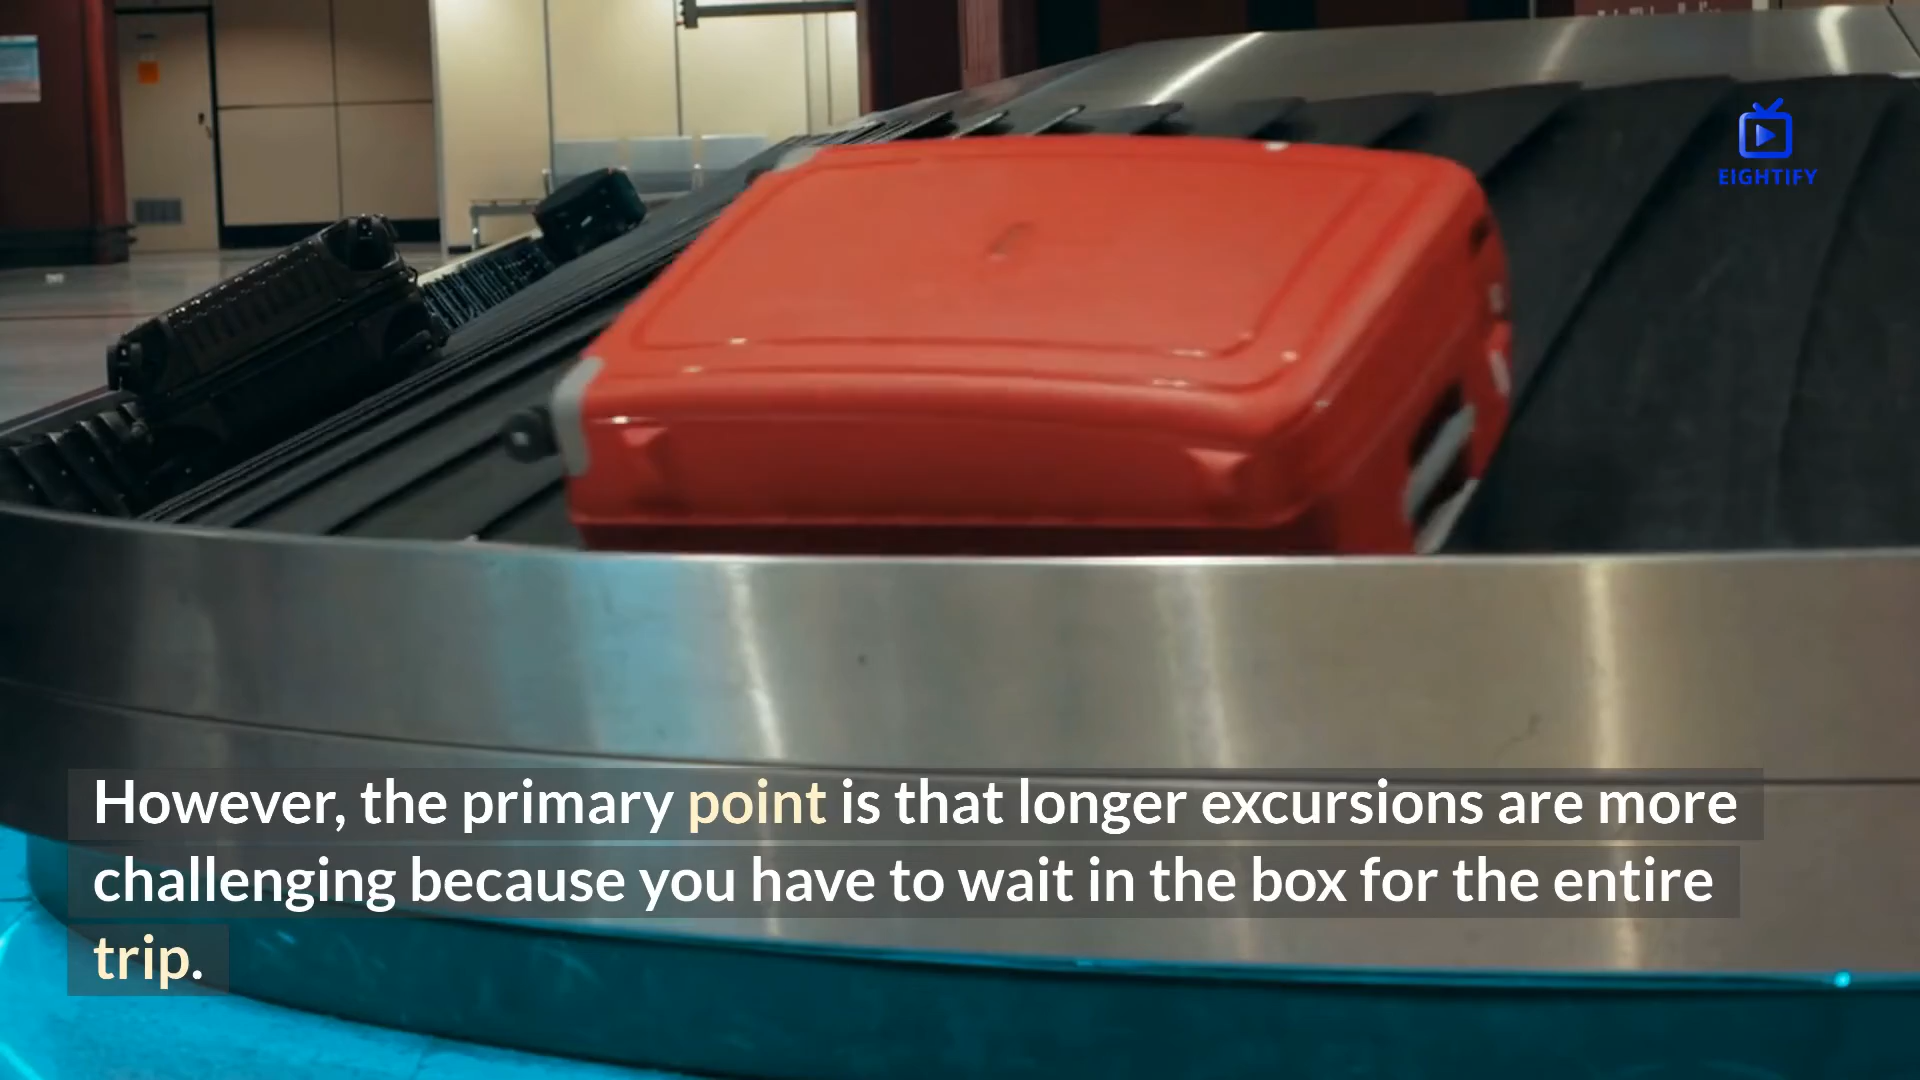 EIGHTIFY
However, the primary point is that longer excursions are more
challenging because you have to wait in the box for the entire
trip.